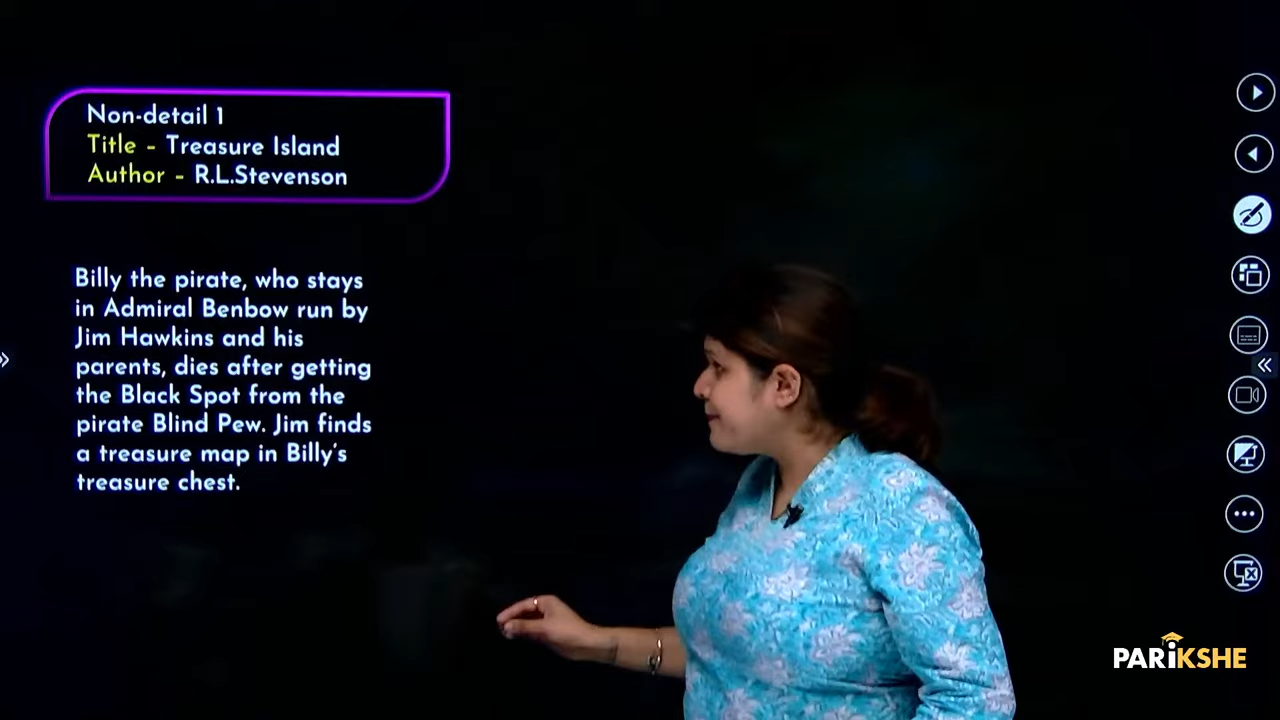 Non-detail 1
Title – Treasure Island
Author – R.L.Stevenson
Billy the pirate, who stays
in Admiral Benbow run by
Jim Hawkins and his
parents, dies after getting
the Black Spot from the
pirate Blind Pew. Jim finds
a treasure map in Billy's
treasure chest.
PARIKSHE